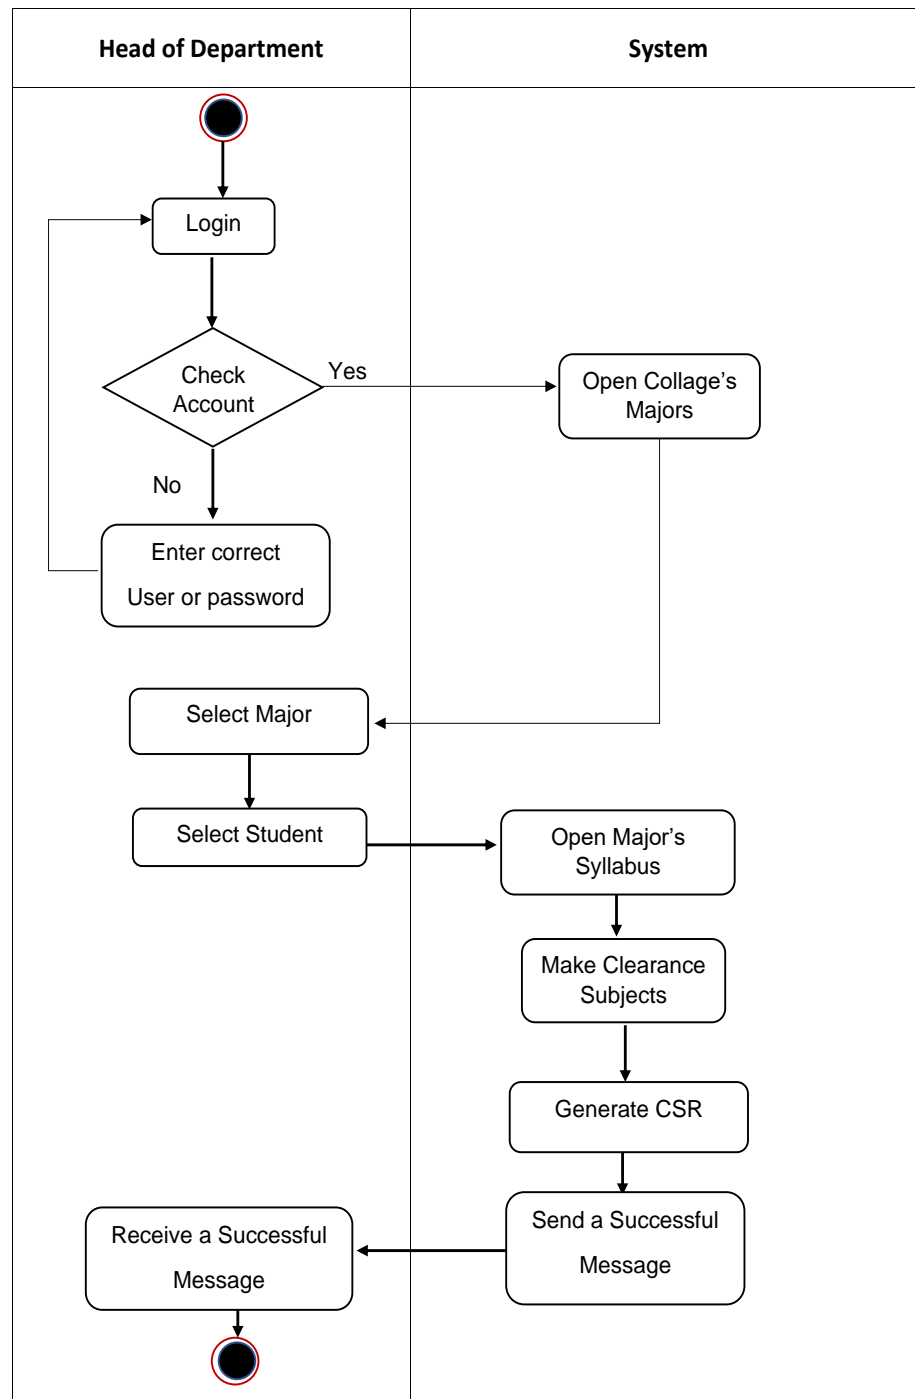 Head of Department
System
Login
Check
Account
Yes
Open Collage’s
Majors
No
Enter correct
User or password
Select Major
Select Student
Open Major’s
Syllabus
Make Clearance
Subjects
Generate CSR
Send a Successful
Message
Receive a Successful
Message